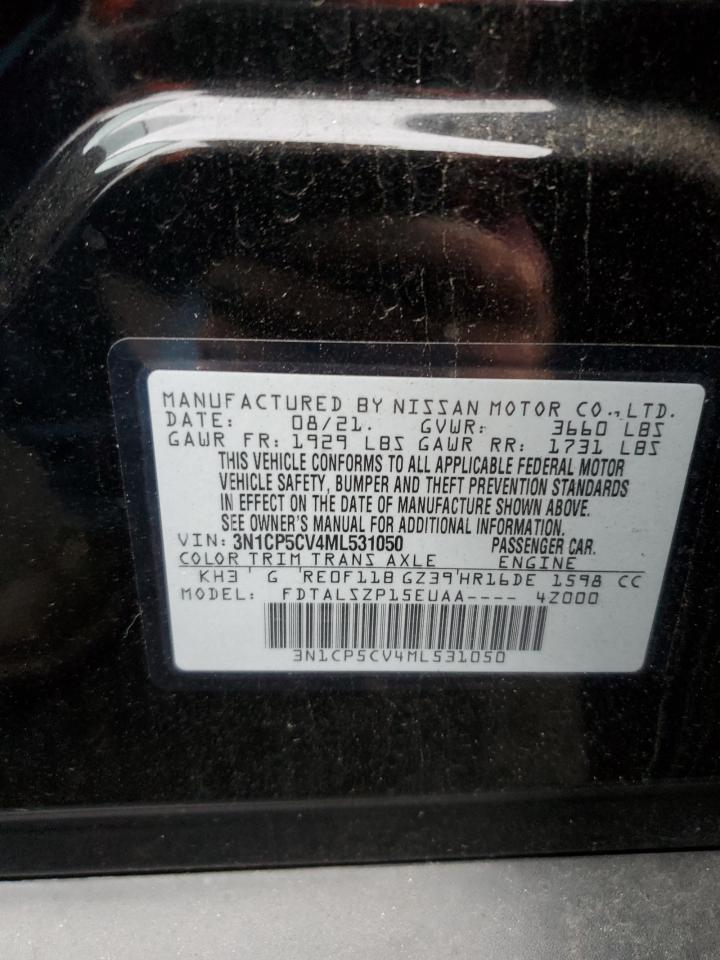 MANUFACTURED BY NISSAN MOTOR CO., LTD.
DATE: 08/21. GVWR: 3660 LBS
GAWR FR: 1929 LBS GAWR RR: 1731 LBS
THIS VEHICLE CONFORMS TO ALL APPLICABLE FEDERAL MOTOR
VEHICLE SAFETY, BUMPER AND THEFT PREVENTION STANDARDS
IN EFFECT ON THE DATE OF MANUFACTURE SHOWN ABOVE.
SEE OWNER'S MANUAL FOR ADDITIONAL INFORMATION.
VIN: 3N1CP5CV4ML531050 PASSENGER CAR.
COLOR TRIM TRANS AXLE ENGINE
KH3 G RE0F11B GZ39 HR16DE 1598 CC
MODEL: FDTALSZP15EUAA---- 4Z000
3N1CP5CV4ML531050